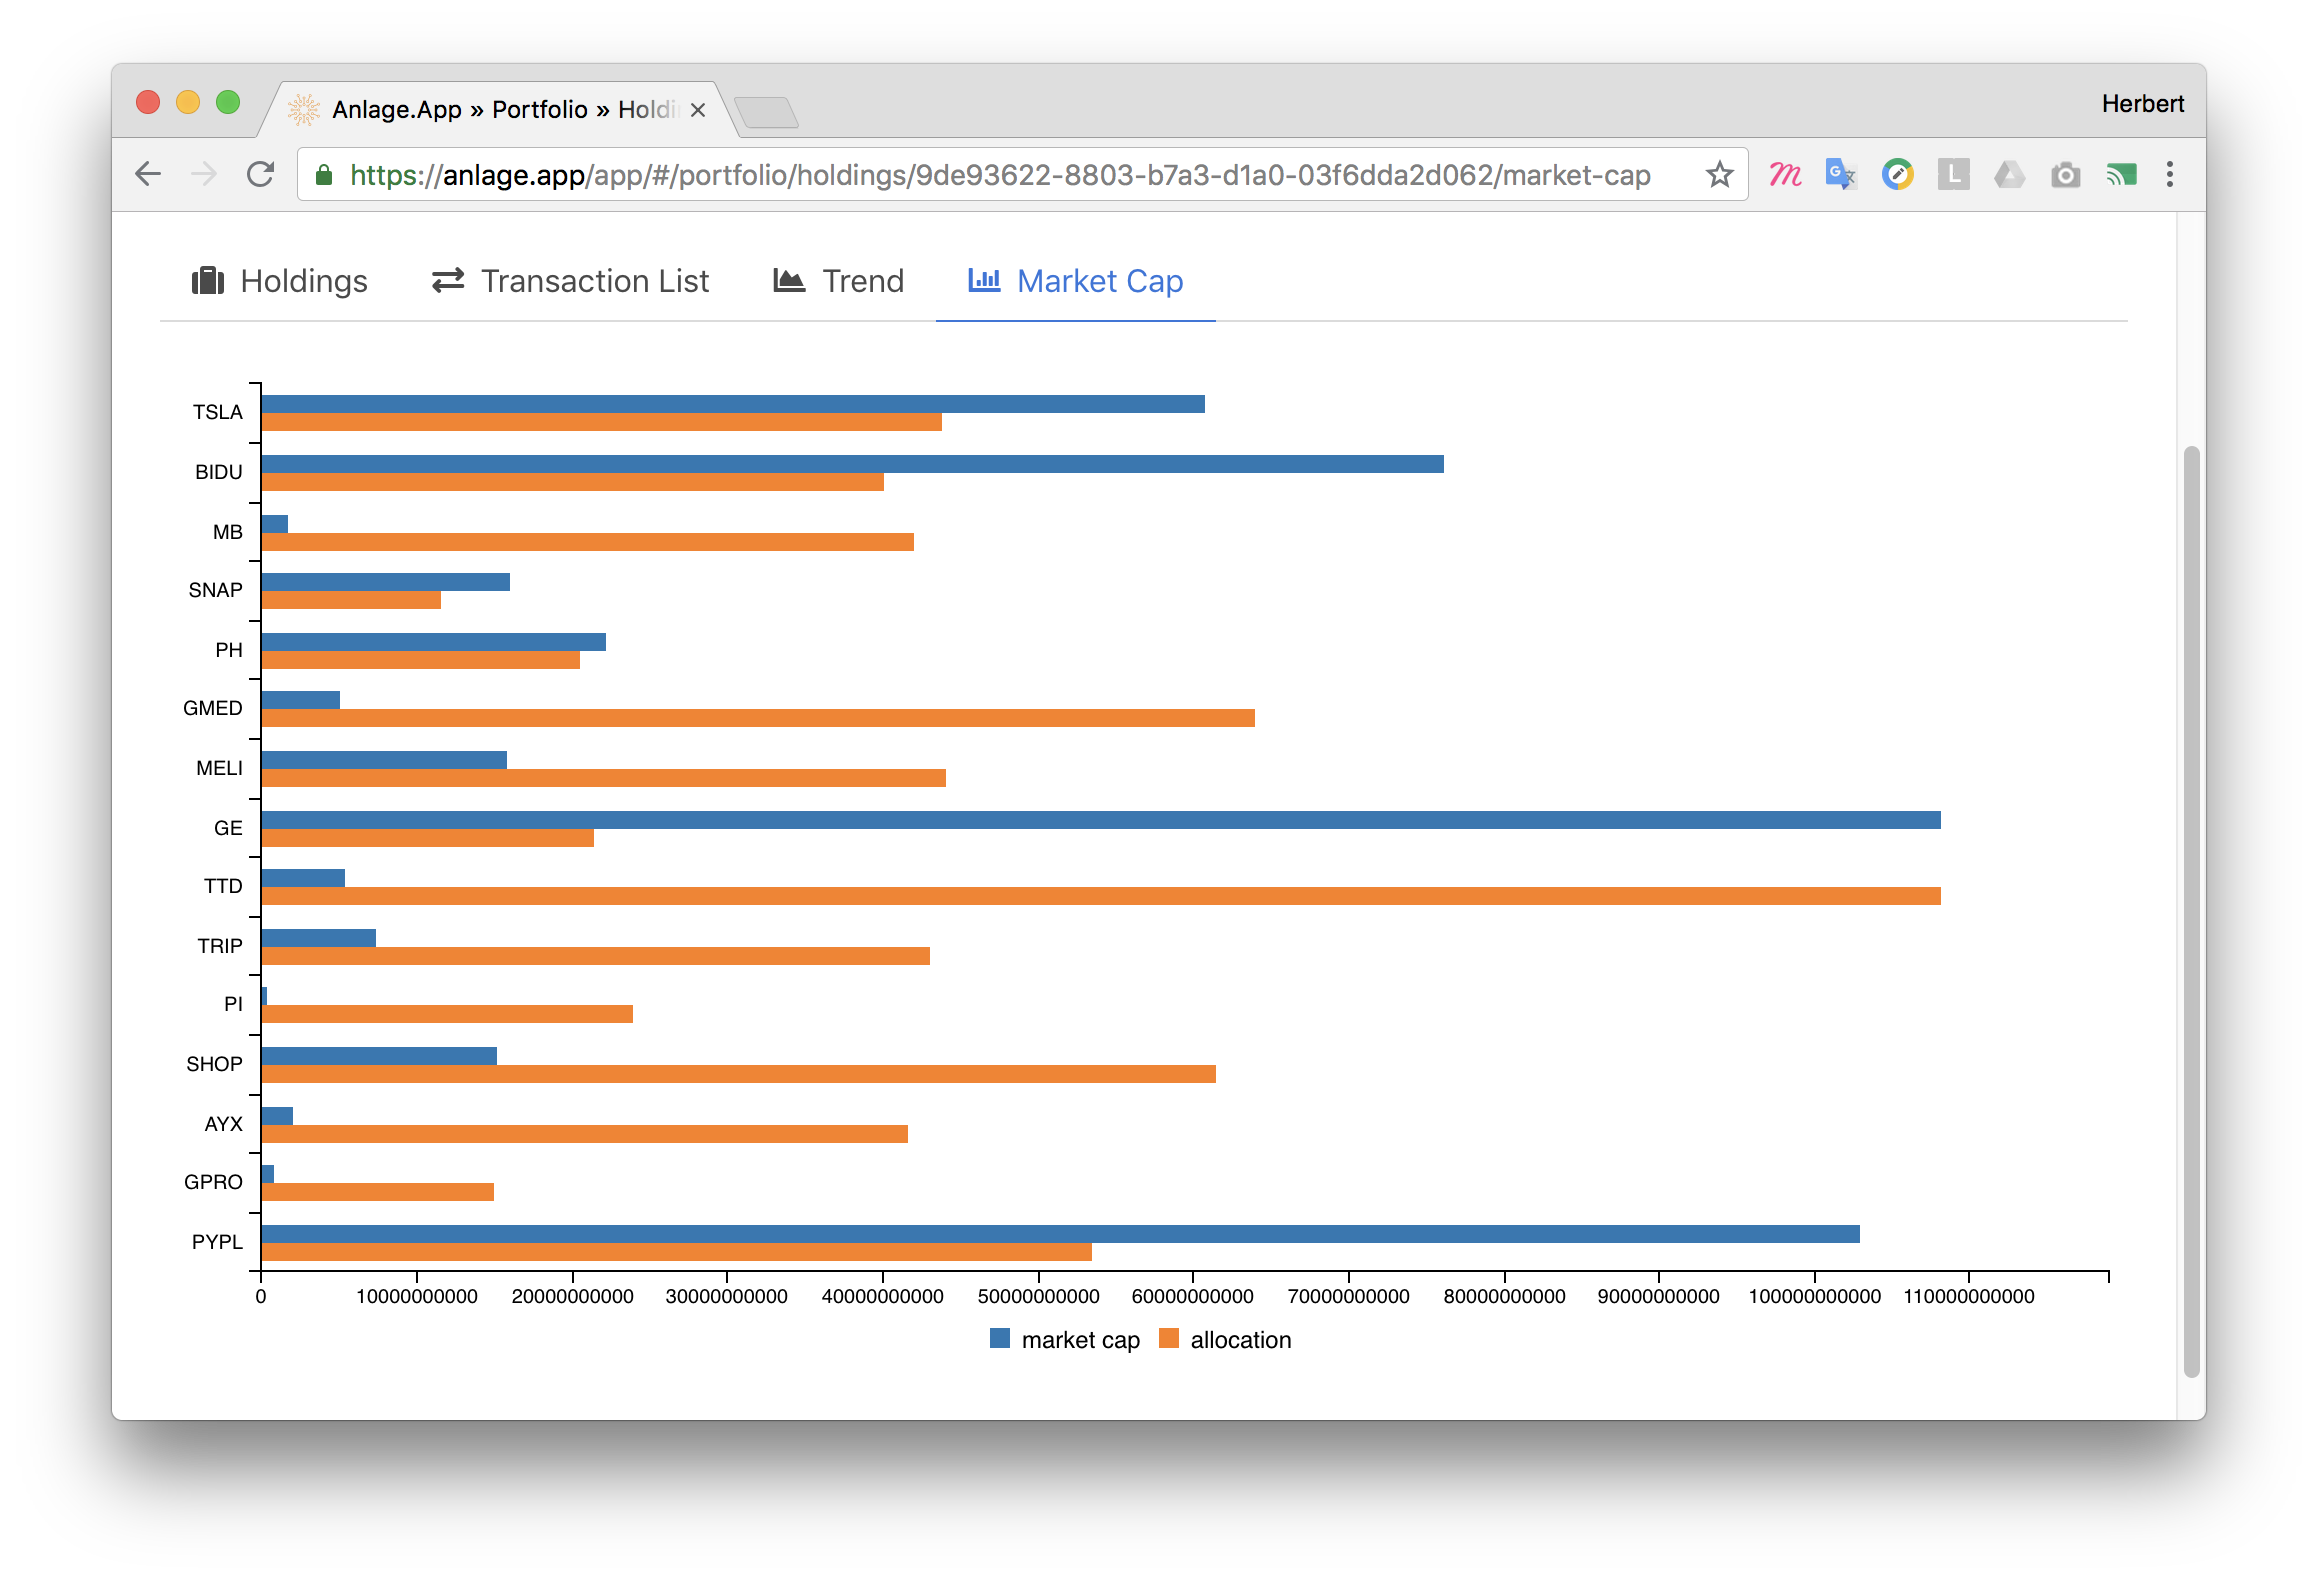 Anlage.App » Portfolio » Holdi
Herbert
https://anlage.app/app/#/portfolio/holdings/9de93622-8803-b7a3-d1a0-03f6dda2d062/market-cap
Holdings Transaction List Trend Market Cap
TSLA
BIDU
MB
SNAP
PH
GMED
MELI
GE
TTD
TRIP
PI
SHOP
AYX
GPRO
PYPL
0 10000000000 20000000000 30000000000 40000000000 50000000000 60000000000 70000000000 80000000000 90000000000 100000000000 110000000000
market cap allocation